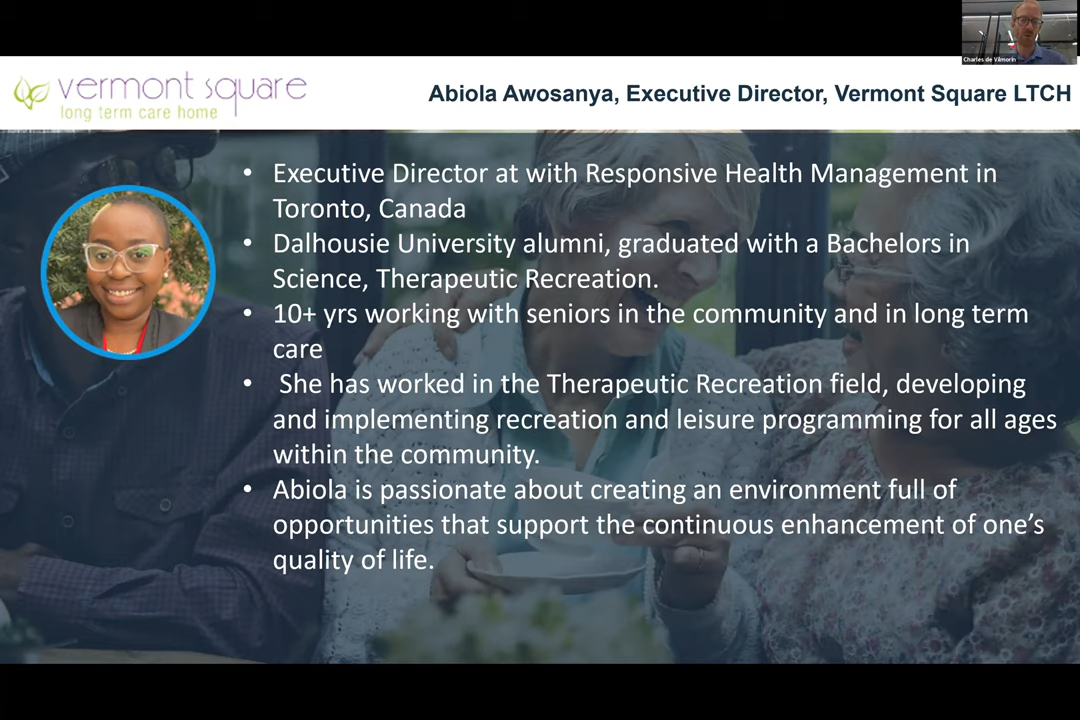 Charles de Vilmorin
vermont square
long term care home
Abiola Awosanya, Executive Director, Vermont Square LTCH
• Executive Director at with Responsive Health Management in
Toronto, Canada
• Dalhousie University alumni, graduated with a Bachelors in
Science, Therapeutic Recreation.
• 10+ yrs working with seniors in the community and in long term
care
• She has worked in the Therapeutic Recreation field, developing
and implementing recreation and leisure programming for all ages
within the community.
• Abiola is passionate about creating an environment full of
opportunities that support the continuous enhancement of one’s
quality of life.